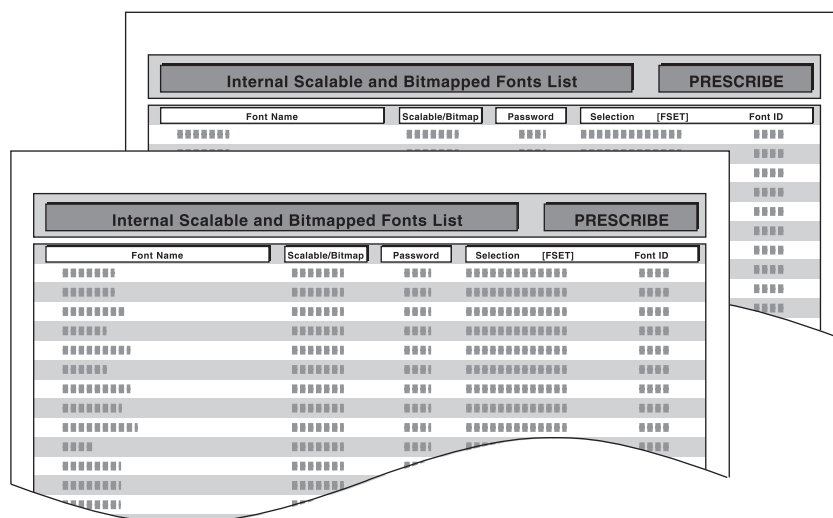 Internal Scalable and Bitmapped Fonts List PRESCRIBE
Font Name Scalable/Bitmap Password Selection [FSET] Font ID
Internal Scalable and Bitmapped Fonts List PRESCRIBE
Font Name Scalable/Bitmap Password Selection [FSET] Font ID